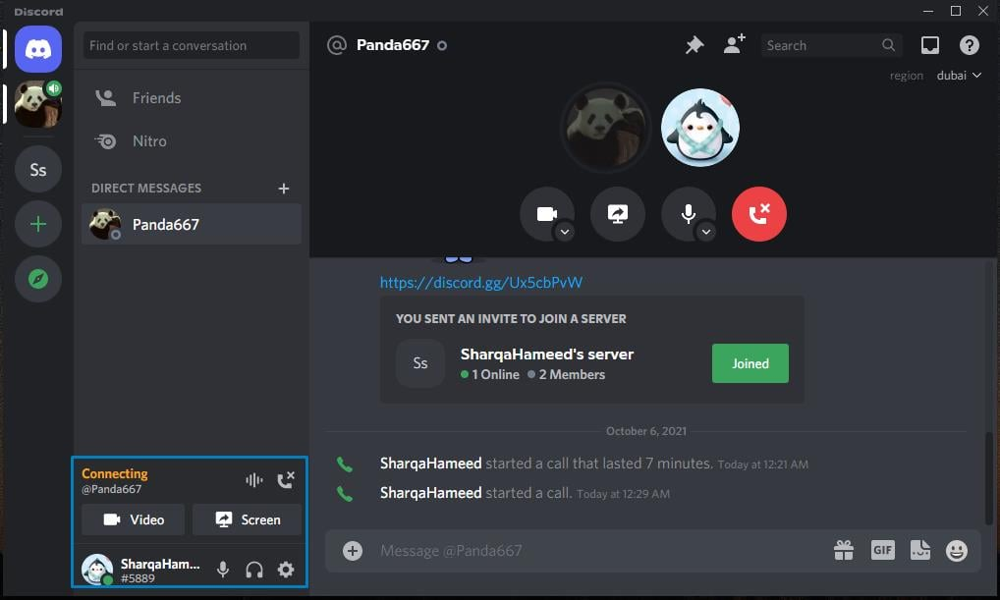 Discord
Find or start a conversation
Friends
Nitro
DIRECT MESSAGES
Panda667
Ss
Connecting
@Panda667
Video
Screen
SharqaHam...
#5889
Panda667
Search
region dubai
https://discord.gg/Ux5cbPvW
YOU SENT AN INVITE TO JOIN A SERVER
Ss
SharqaHameed's server
1 Online 2 Members
Joined
October 6, 2021
SharqaHameed started a call that lasted 7 minutes. Today at 12:21 AM
SharqaHameed started a call. Today at 12:29 AM
Message @Panda667
GIF